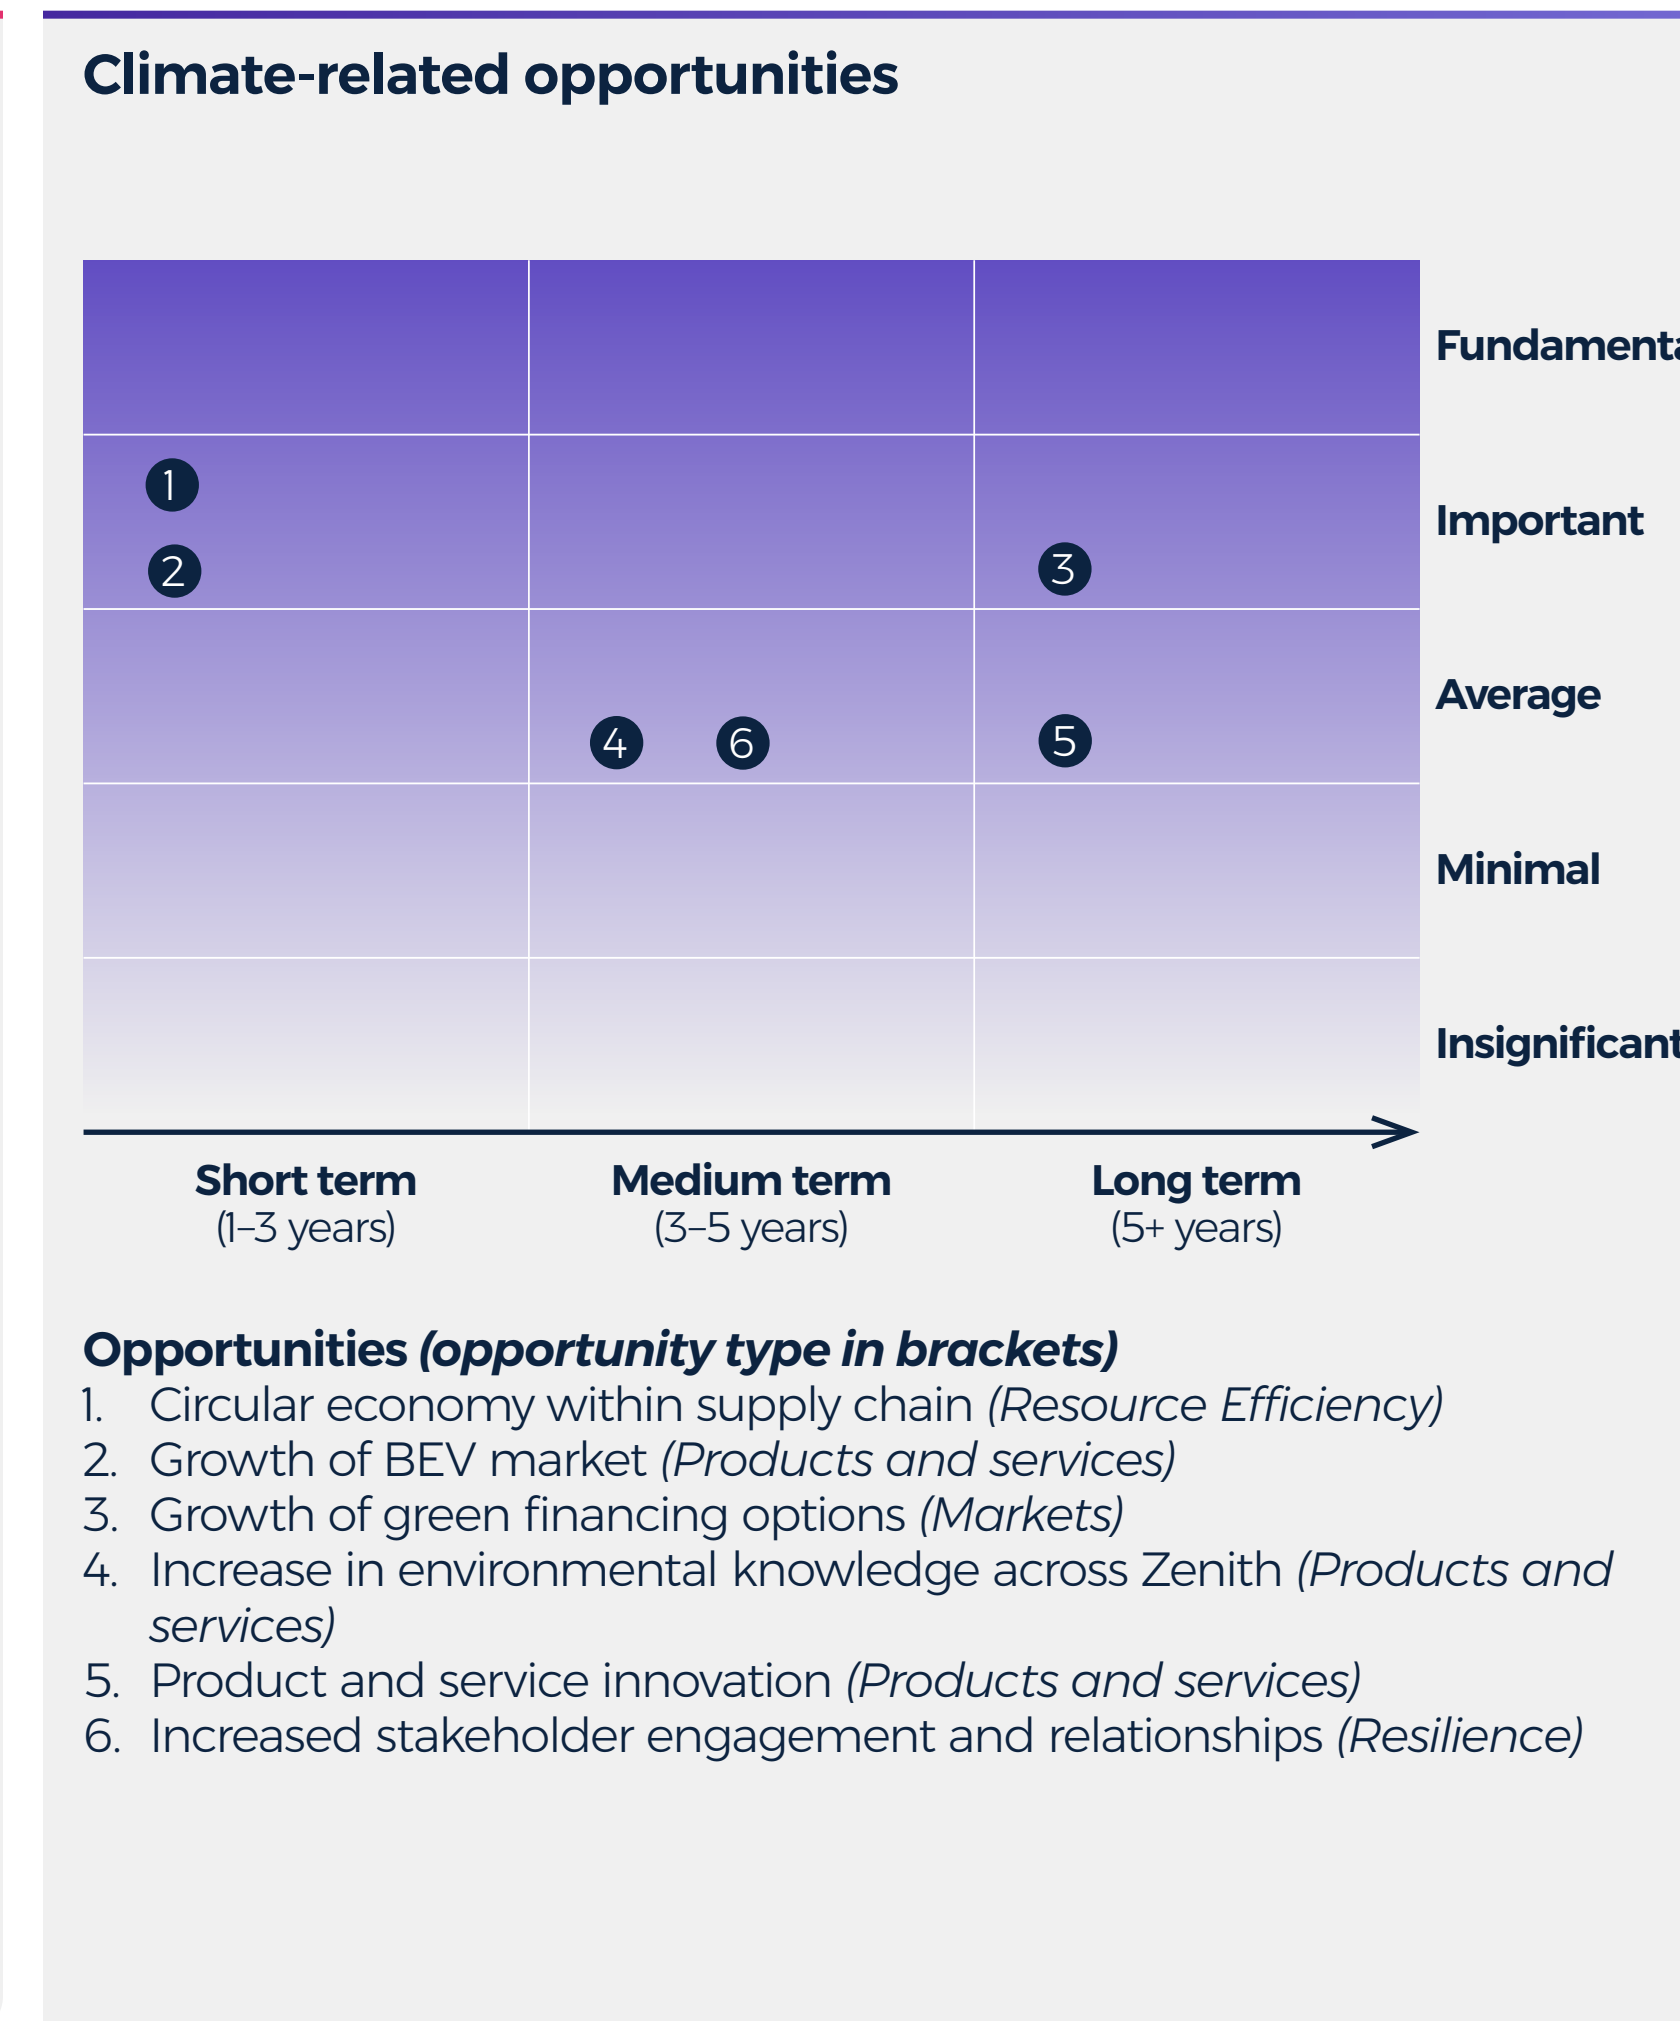 Climate-related opportunities
Fundamenta
1
Important
2
3
Average
4 6 5
Minimal
Insignificant
Short term Medium term Long term
(1–3 years) (3–5 years) (5+ years)
Opportunities (opportunity type in brackets)
1. Circular economy within supply chain (Resource Efficiency)
2. Growth of BEV market (Products and services)
3. Growth of green financing options (Markets)
4. Increase in environmental knowledge across Zenith (Products and
services)
5. Product and service innovation (Products and services)
6. Increased stakeholder engagement and relationships (Resilience)